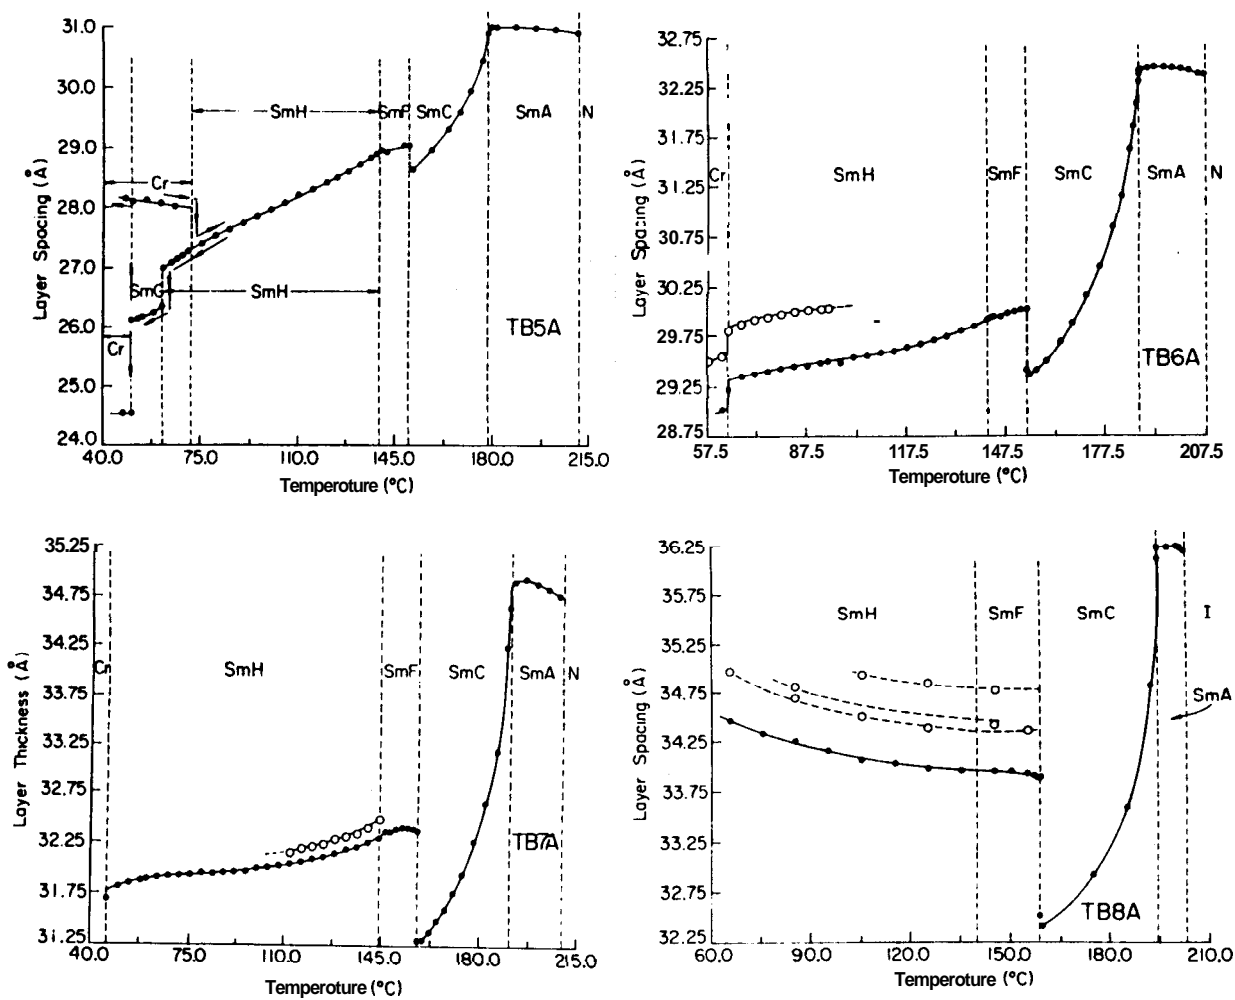 31.0
30.0
29.0
28.0
27.0
26.0
25.0
24.0
Layer Spacing (Å)
SmH
SmF
SmC
SmA
N
Cr
SmG
SmH
Cr
TB5A
40.0 75.0 110.0 145.0 180.0 215.0
Temperoture (°C)
32.75
32.25
31.75
31.25
30.75
30.25
29.75
29.25
28.75
Layer Spacing (Å)
Cr
SmH
SmF
SmC
SmA
N
TB6A
57.5 87.5 117.5 147.5 177.5 207.5
Temperoture (°C)
35.25
34.75
34.25
33.75
33.25
32.75
32.25
31.75
31.25
Layer Thickness (Å)
Cr
SmH
SmF
SmC
SmA
N
TB7A
40.0 75.0 110.0 145.0 180.0 215.0
Temperoture (°C)
36.25
35.75
35.25
34.75
34.25
33.75
33.25
32.75
32.25
Layer Spacing (Å)
SmH
SmF
SmC
I
SmA
TB8A
60.0 90.0 120.0 150.0 180.0 210.0
Temperoture (°C)